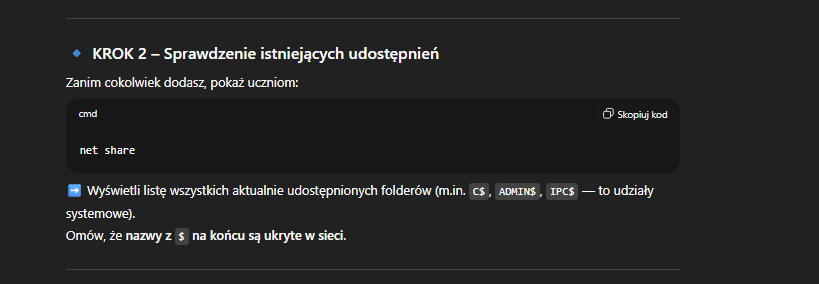 KROK 2 – Sprawdzenie istniejących udostępnień
Zanim cokolwiek dodasz, pokaż uczniom:
cmd
Skopiuj kod
net share
Wyświetli listę wszystkich aktualnie udostępnionych folderów (m.in. C$, ADMIN$, IPC$ — to udziały
systemowe).
Omów, że nazwy z $ na końcu są ukryte w sieci.